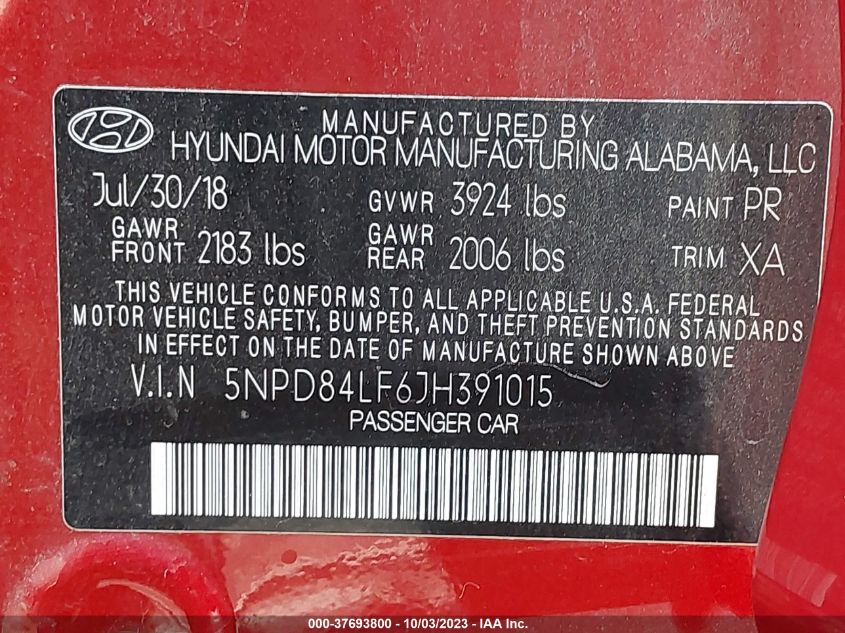 MANUFACTURED BY
HYUNDAI MOTOR MANUFACTURING ALABAMA, LLC
Jul/30/18 GVWR 3924 lbs PAINT PR
GAWR FRONT 2183 lbs GAWR REAR 2006 lbs TRIM XA
THIS VEHICLE CONFORMS TO ALL APPLICABLE U.S.A. FEDERAL
MOTOR VEHICLE SAFETY, BUMPER, AND THEFT PREVENTION STANDARDS
IN EFFECT ON THE DATE OF MANUFACTURE SHOWN ABOVE
V.I.N 5NPD84LF6JH391015
PASSENGER CAR
000-37693800 - 10/03/2023 - IAA Inc.